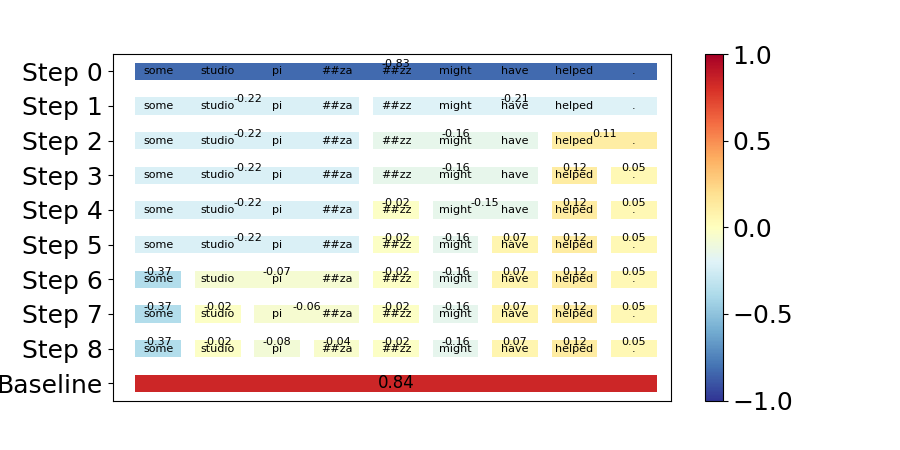 -0.83
Step 0 some studio pi ##za ##zz might have helped .
-0.22 -0.21
Step 1 some studio pi ##za ##zz might have helped .
-0.22 -0.16 0.11
Step 2 some studio pi ##za ##zz might have helped .
-0.22 -0.16 0.12 0.05
Step 3 some studio pi ##za ##zz might have helped .
-0.22 -0.02 -0.15 0.12 0.05
Step 4 some studio pi ##za ##zz might have helped .
-0.22 -0.02 -0.16 0.07 0.12 0.05
Step 5 some studio pi ##za ##zz might have helped .
-0.37 -0.07 -0.02 -0.16 0.07 0.12 0.05
Step 6 some studio pi ##za ##zz might have helped .
-0.37 -0.02 -0.06 -0.02 -0.16 0.07 0.12 0.05
Step 7 some studio pi ##za ##zz might have helped .
-0.37 -0.02 -0.08 -0.04 -0.02 -0.16 0.07 0.12 0.05
Step 8 some studio pi ##za ##zz might have helped .
Baseline 0.84
1.0
0.5
0.0
−0.5
−1.0